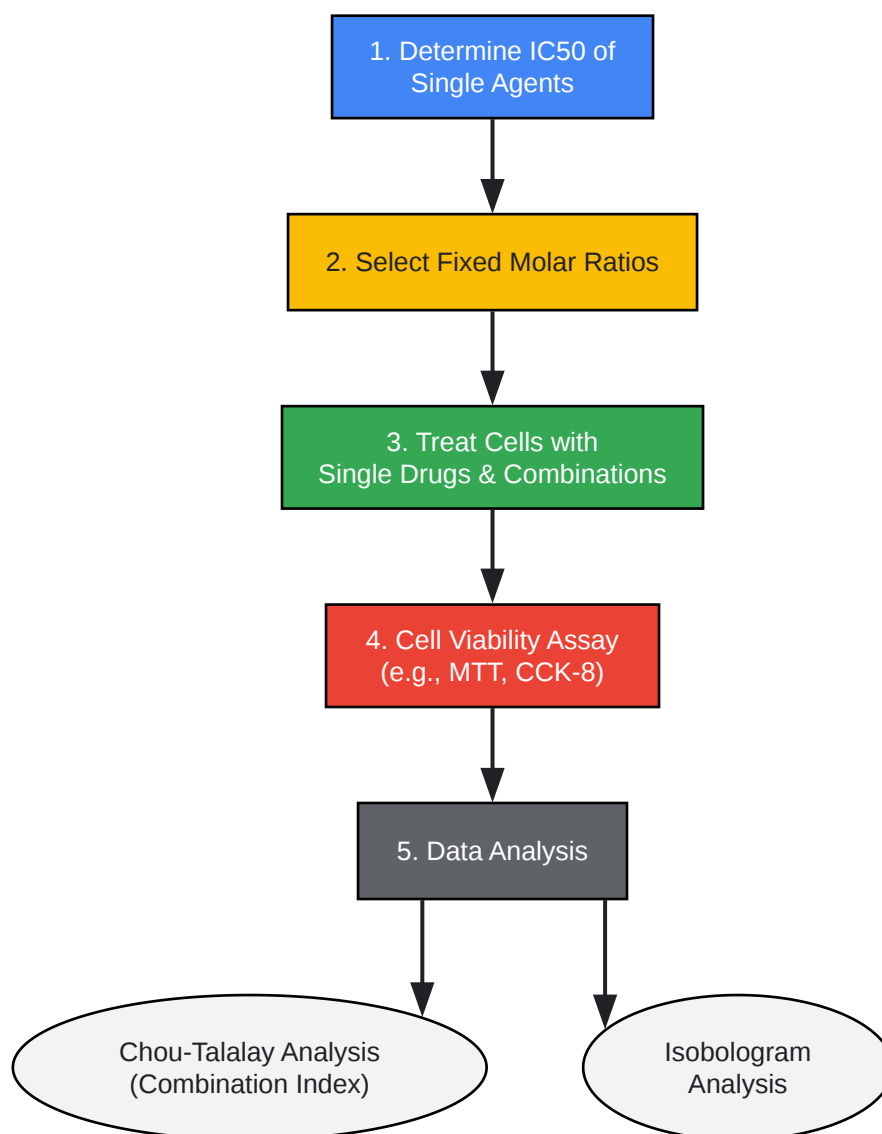 1. Determine IC50 of
Single Agents
2. Select Fixed Molar Ratios
3. Treat Cells with
Single Drugs & Combinations
4. Cell Viability Assay
(e.g., MTT, CCK-8)
5. Data Analysis
Chou-Talalay Analysis
(Combination Index)
Isobologram
Analysis